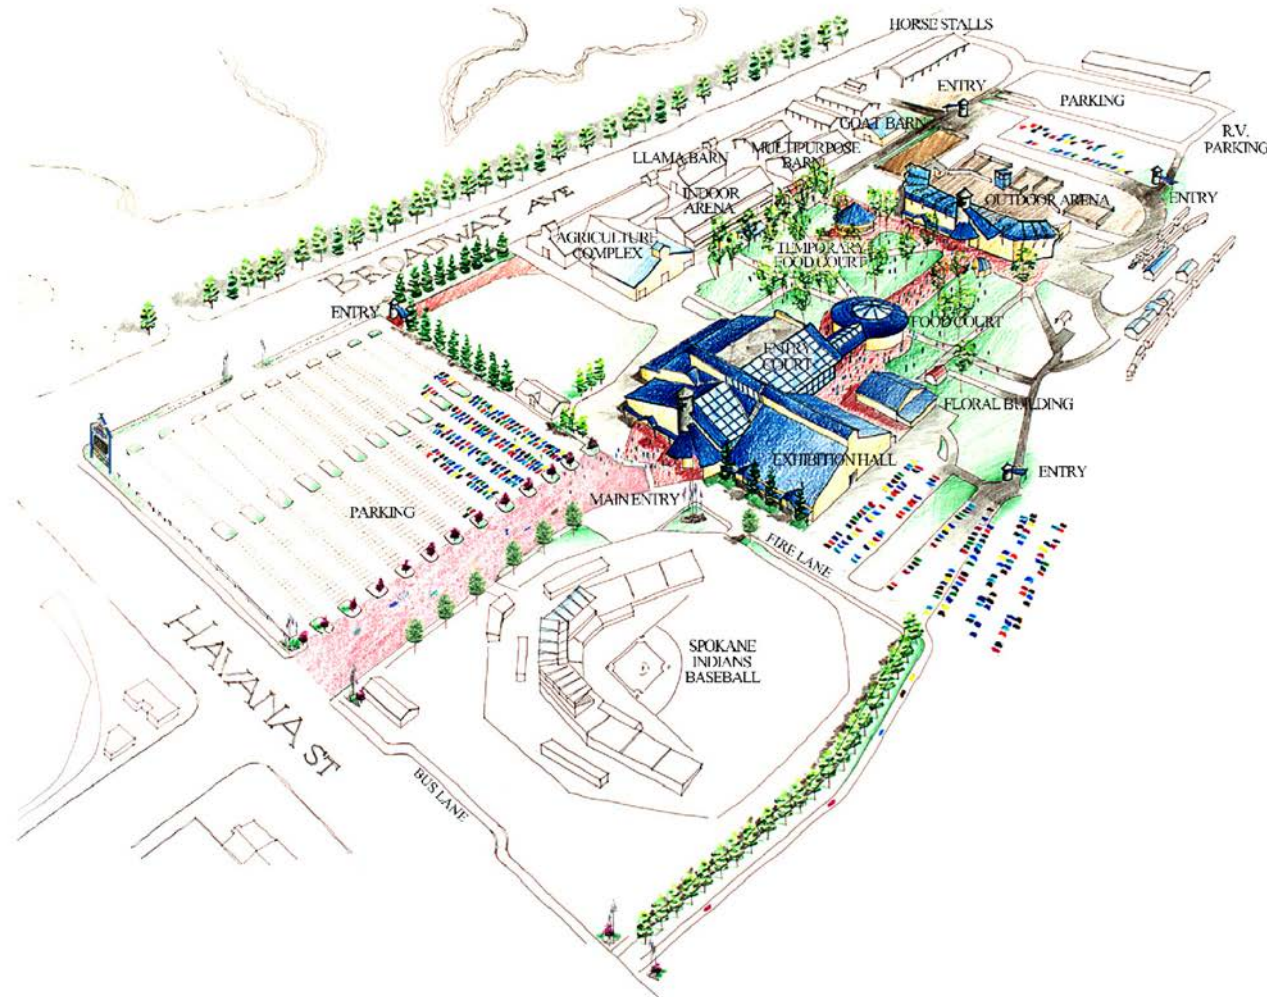 HORSE STALLS
ENTRY
PARKING
GOAT BARN
R.V.
PARKING
MULTIPURPOSE
BARN
LLAMA BARN
INDOOR
ARENA
OUTDOOR ARENA
ENTRY
BROADWAY AVE
AGRICULTURE
COMPLEX
TEMPORARY
FOOD COURT
ENTRY
FOOD COURT
ENTRY
COURT
FLORAL BUILDING
EXHIBITION HALL
ENTRY
MAIN ENTRY
PARKING
FIRE LANE
HAVANA ST
SPOKANE
INDIANS
BASEBALL
BUS LANE